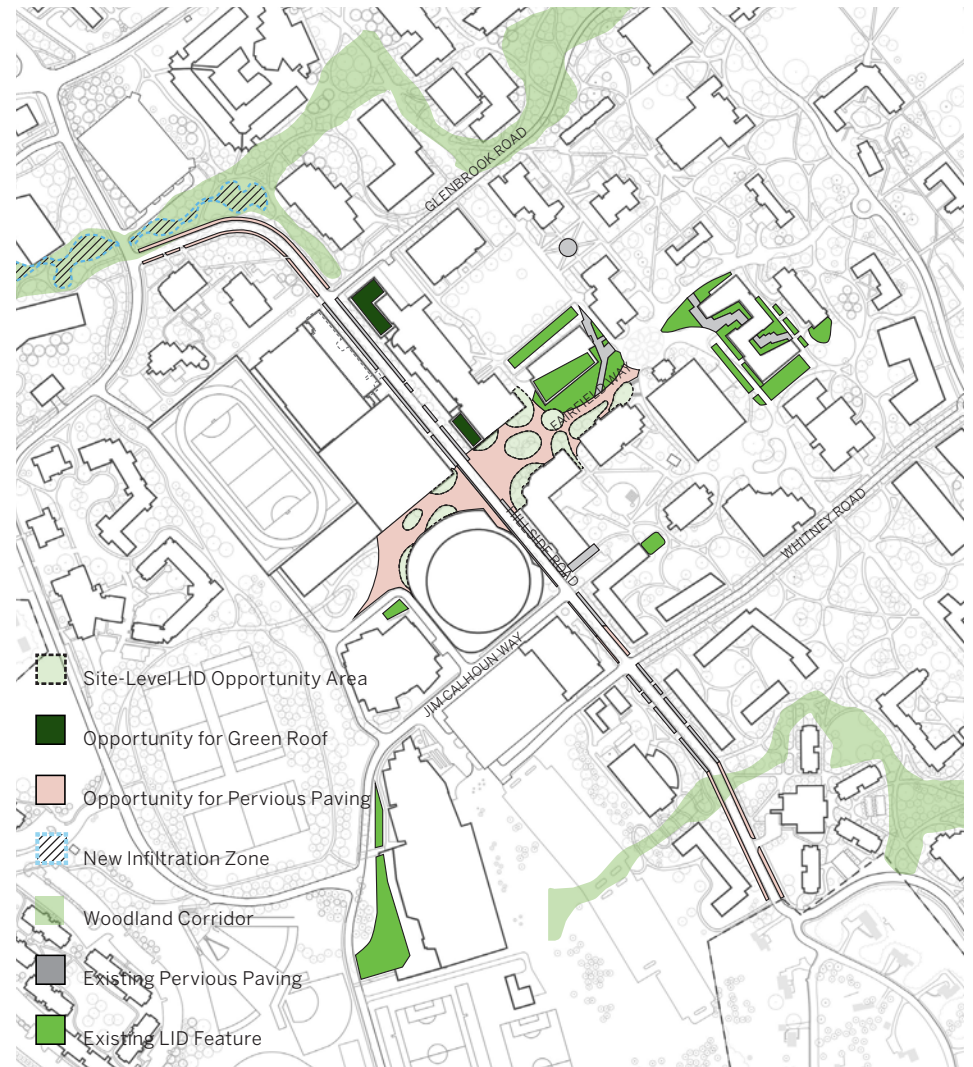 GLENBROOK ROAD
FAIRFIELD WAY
HILLSIDE ROAD
WHITNEY ROAD
JIM CALHOUN WAY
Site-Level LID Opportunity Area
Opportunity for Green Roof
Opportunity for Pervious Paving
New Infiltration Zone
Woodland Corridor
Existing Pervious Paving
Existing LID Feature